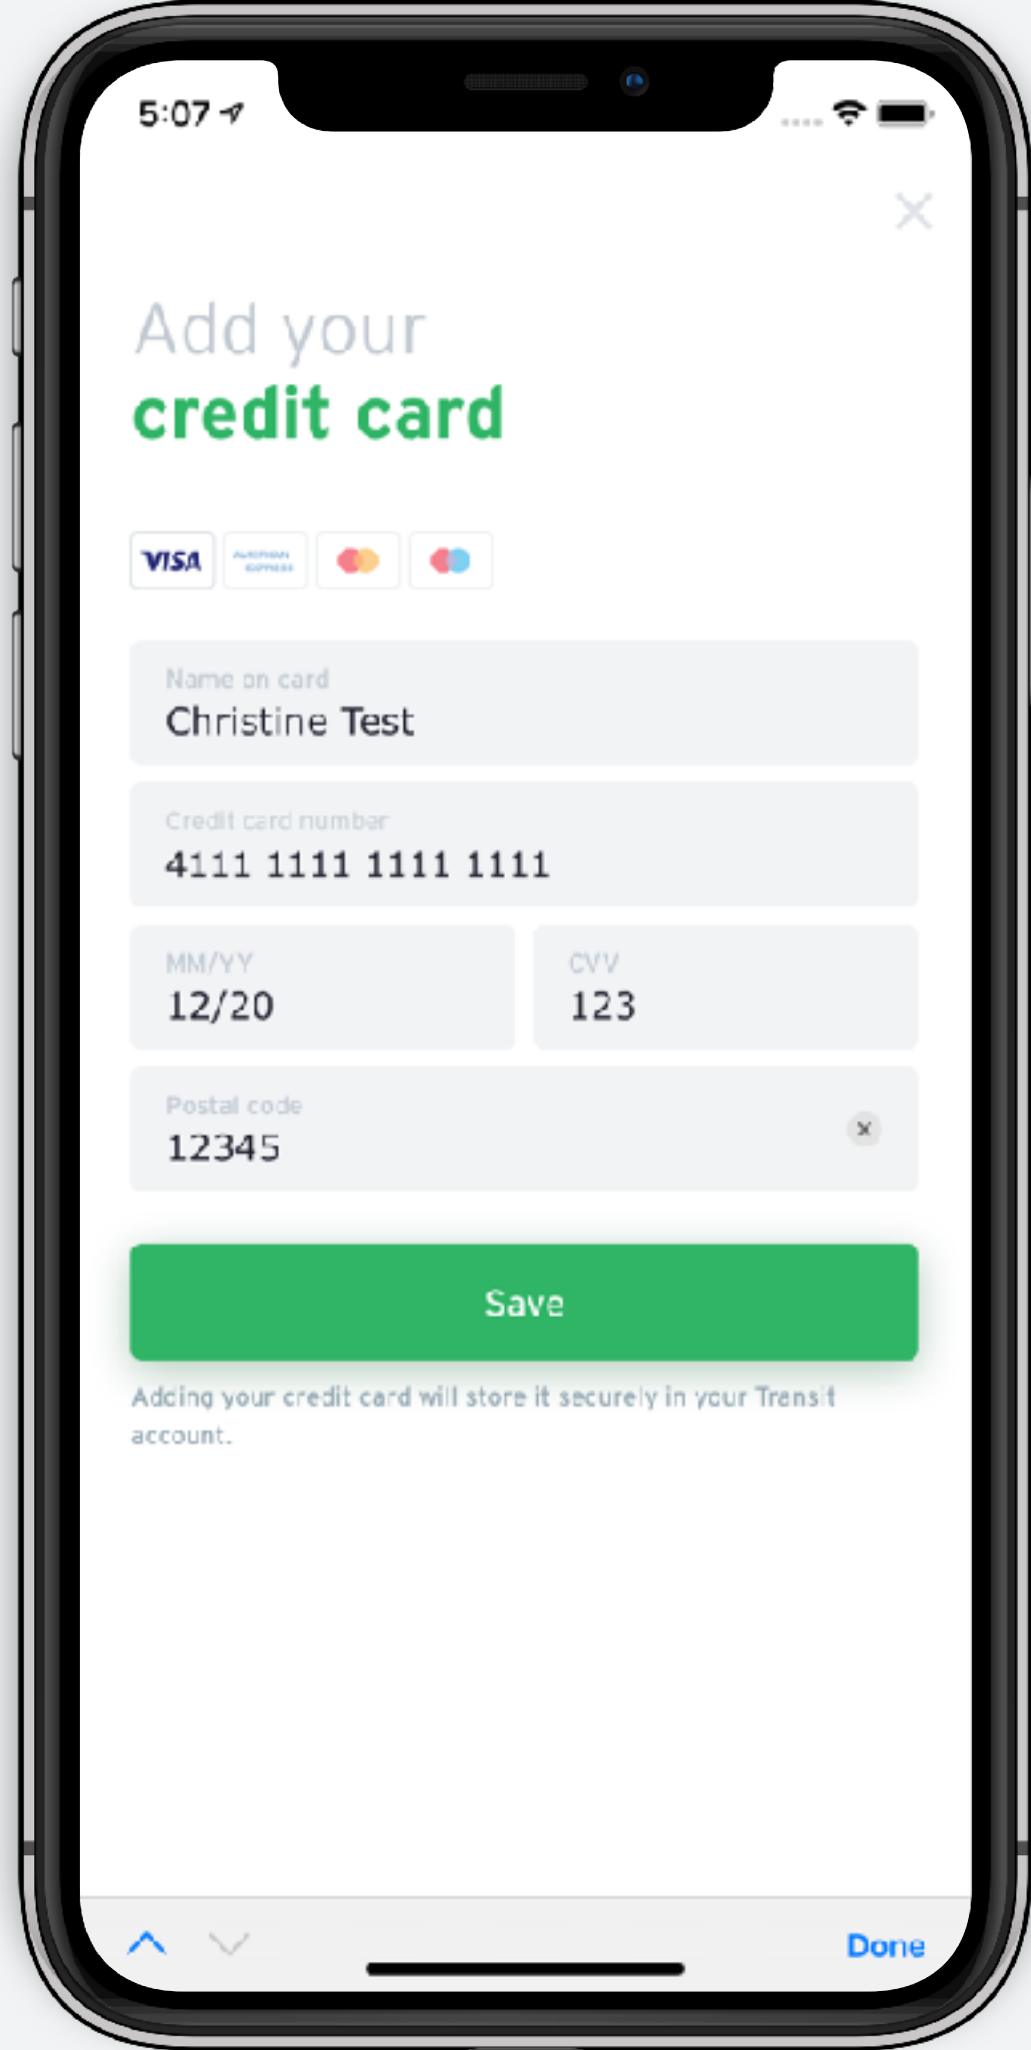 5:07
Add your
credit card
VISA
AMERICAN
EXPRESS
Name on card
Christine Test
Credit card number
4111 1111 1111 1111
MM/YY
12/20
CVV
123
Postal code
12345
Save
Adding your credit card will store it securely in your Transit
account.
Done